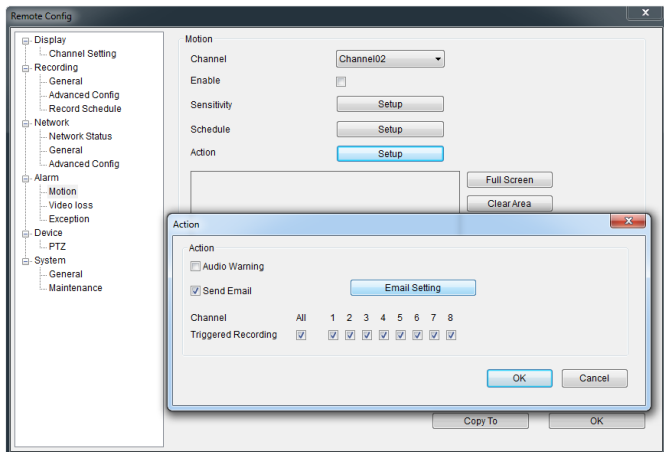 Remote Config
Display
Channel Setting
Recording
General
Advanced Config
Record Schedule
Network
Network Status
General
Advanced Config
Alarm
Motion
Video loss
Exception
Device
PTZ
System
General
Maintenance
Motion
Channel Channel02
Enable
Sensitivity Setup
Schedule Setup
Action Setup
Full Screen
Clear Area
Action
Action
Audio Warning
Send Email Email Setting
Channel All 1 2 3 4 5 6 7 8
Triggered Recording
OK Cancel
Copy To OK